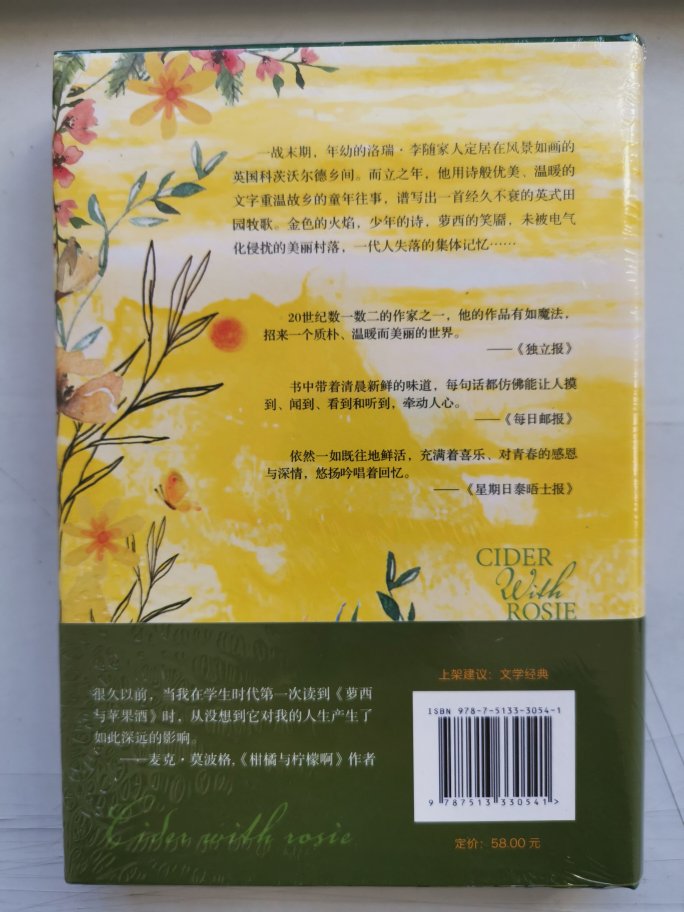 一战末期，年幼的洛瑞·李随家人定居在风景如画的
英国科茨沃尔德乡间。而立之年，他用诗般优美、温暖的
文字重温故乡的童年往事，谱写出一首经久不衰的英式田
园牧歌。金色的火焰，少年的诗，萝西的笑靥，未被电气
化侵扰的美丽村落，一代人失落的集体记忆……
20世纪数一数二的作家之一，他的作品有如魔法，
招来一个质朴、温暖而美丽的世界。
——《独立报》
书中带着清晨新鲜的味道，每句话都仿佛能让人摸
到、闻到、看到和听到，牵动人心。
——《每日邮报》
依然一如既往地鲜活，充满着喜乐、对青春的感恩
与深情，悠扬吟唱着回忆。
——《星期日泰晤士报》
CIDER
With
ROSIE
很久以前，当我在学生时代第一次读到《萝西
与苹果酒》时，从没想到它对我的人生产生了
如此深远的影响。
——麦克·莫波格，《柑橘与柠檬啊》作者
Cider with rosie
上架建议：文学经典
ISBN 978-7-5133-3054-1
9 787513 330541>
定价：58.00 元